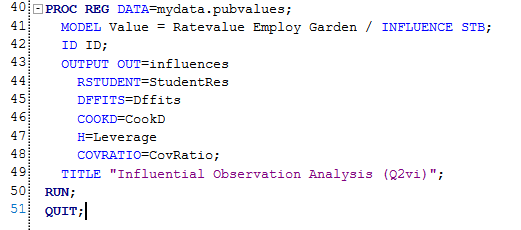 40 PROC REG DATA=mydata.pubvalues;
41 MODEL Value = Ratevalue Employ Garden / INFLUENCE STB;
42 ID ID;
43 OUTPUT OUT=influences
44 RSTUDENT=StudentRes
45 DFFITS=Dffits
46 COOKD=CookD
47 H=Leverage
48 COVRATIO=CovRatio;
49 TITLE "Influential Observation Analysis (Q2vi)";
50 RUN;
51 QUIT;